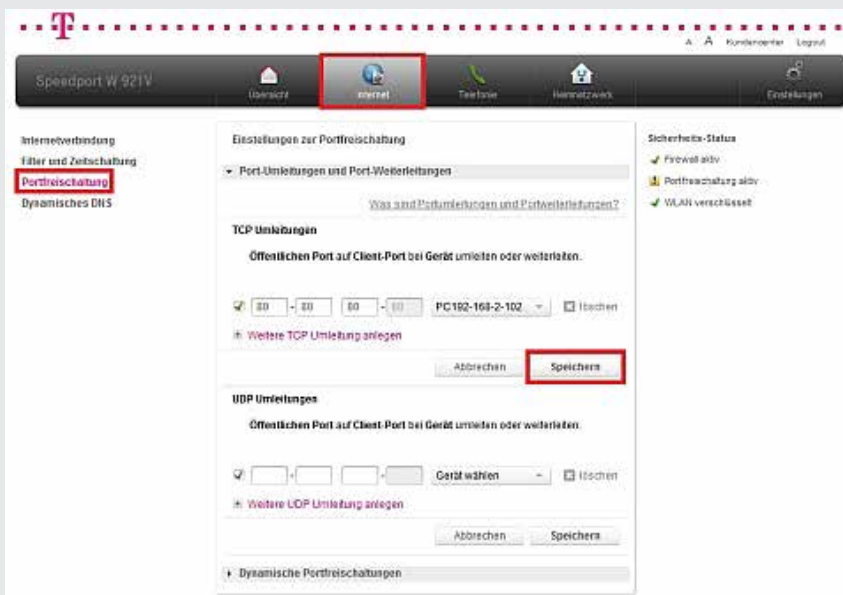 T
A A Kundencenter Logout
Speedport W 921V
Übersicht
Internet
Telefonie
Heimnetzwerk
Einstellungen
Internetverbindung
Filter und Zeitschaltung
Portfreischaltung
Dynamisches DNS
Einstellungen zur Portfreischaltung
Port-Umleitungen und Port-Weiterleitungen
Was sind Portumleitungen und Portweiterleitungen?
TCP Umleitungen
Öffentlichen Port auf Client-Port bei Gerät umleiten oder weiterleiten.
80 - 80 80 - 80 PC192-168-2-102 löschen
Weitere TCP Umleitung anlegen
Abbrechen Speichern
UDP Umleitungen
Öffentlichen Port auf Client-Port bei Gerät umleiten oder weiterleiten.
- - Gerät wählen löschen
Weitere UDP Umleitung anlegen
Abbrechen Speichern
Dynamische Portfreischaltungen
Sicherheits-Status
Firewall aktiv
Portfreischaltung aktiv
WLAN verschlüsselt